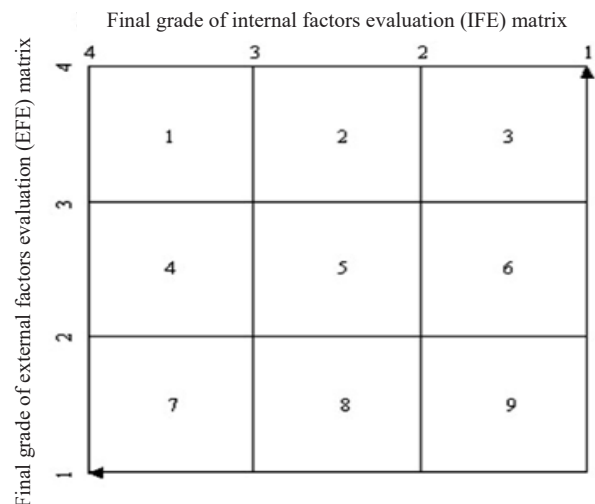 Final grade of internal factors evaluation (IFE) matrix
4 3 2 1
Final grade of external factors evaluation (EFE) matrix
4
3
2
1
1 2 3
4 5 6
7 8 9